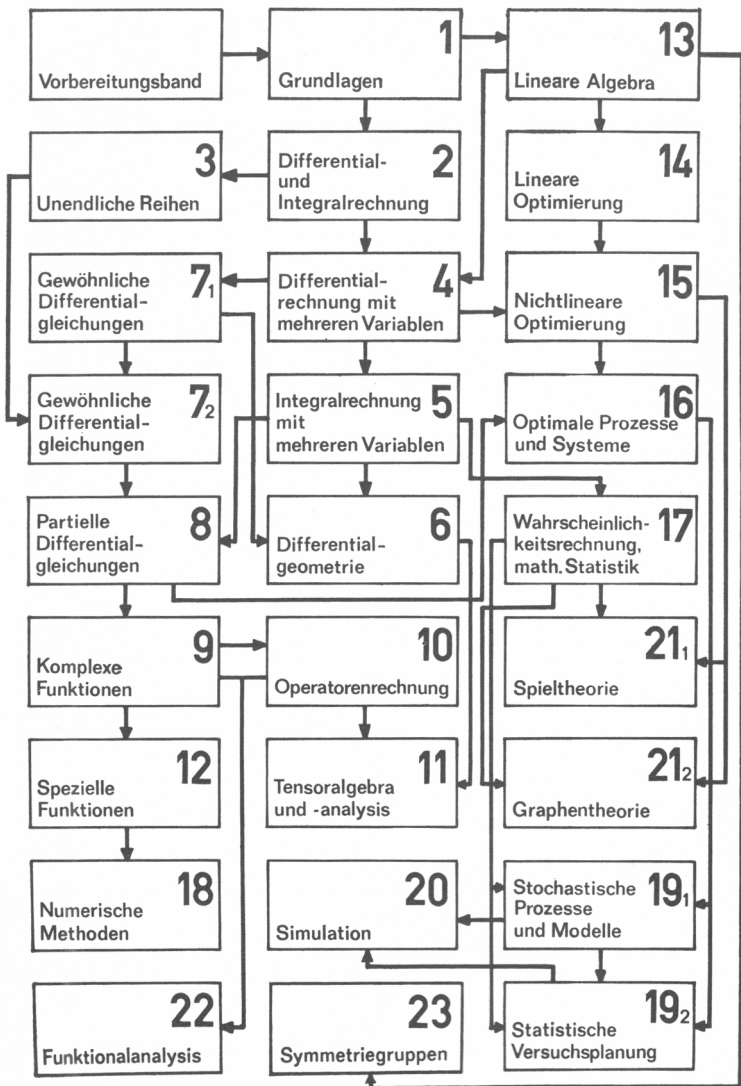 Vorbereitungsband
1
Grundlagen
13
Lineare Algebra
3
Unendliche Reihen
2
Differential-
und
Integralrechnung
14
Lineare
Optimierung
7₁
Gewöhnliche
Differential-
gleichungen
4
Differential-
rechnung mit
mehreren Variablen
15
Nichtlineare
Optimierung
7₂
Gewöhnliche
Differential-
gleichungen
5
Integralrechnung
mit
mehreren Variablen
16
Optimale Prozesse
und Systeme
8
Partielle
Differential-
gleichungen
6
Differential-
geometrie
17
Wahrscheinlich-
keitsrechnung,
math. Statistik
9
Komplexe
Funktionen
10
Operatorenrechnung
21₁
Spieltheorie
12
Spezielle
Funktionen
11
Tensoralgebra
und -analysis
21₂
Graphentheorie
18
Numerische
Methoden
20
Simulation
19₁
Stochastische
Prozesse
und Modelle
22
Funktionalanalysis
23
Symmetriegruppen
19₂
Statistische
Versuchsplanung